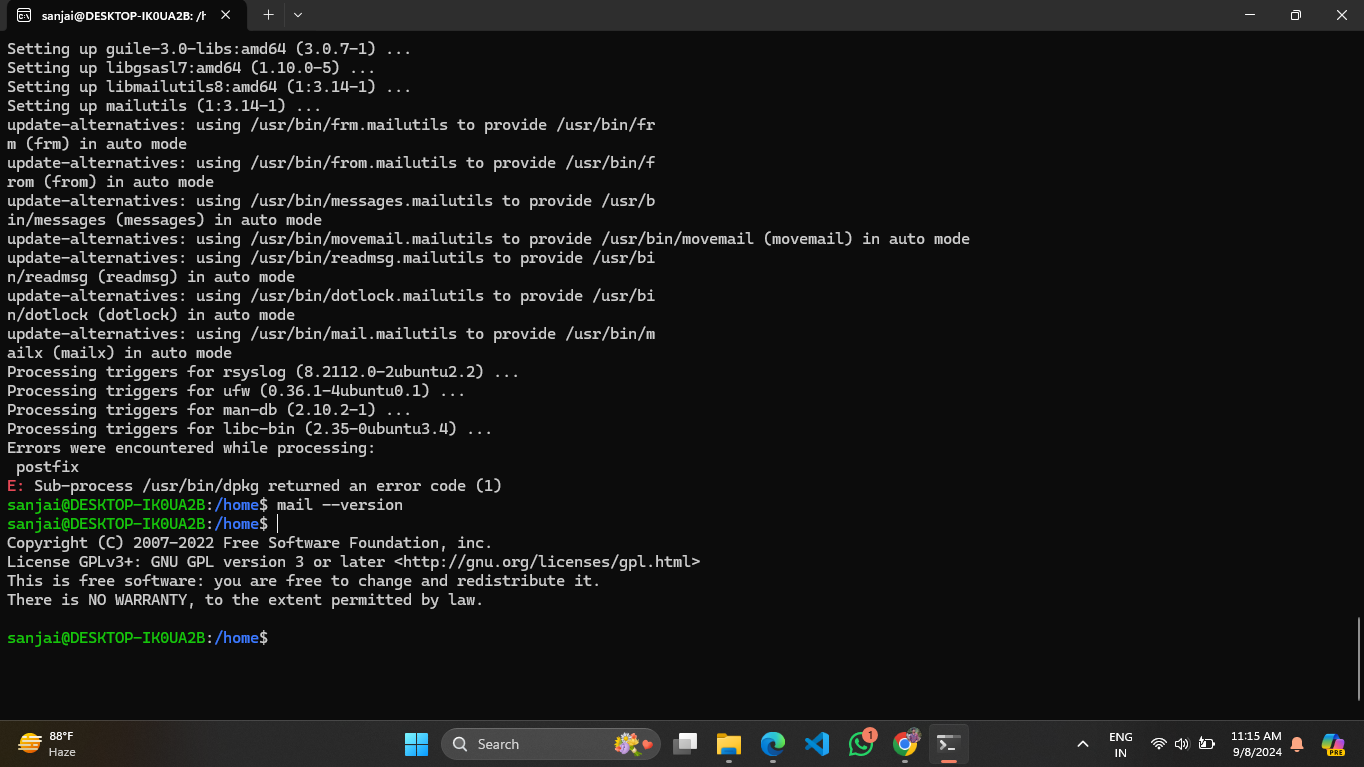 sanjai@DESKTOP-IK0UA2B: /h
Setting up guile-3.0-libs:amd64 (3.0.7-1) ...
Setting up libgsasl7:amd64 (1.10.0-5) ...
Setting up libmailutils8:amd64 (1:3.14-1) ...
Setting up mailutils (1:3.14-1) ...
update-alternatives: using /usr/bin/frm.mailutils to provide /usr/bin/fr
m (frm) in auto mode
update-alternatives: using /usr/bin/from.mailutils to provide /usr/bin/f
rom (from) in auto mode
update-alternatives: using /usr/bin/messages.mailutils to provide /usr/b
in/messages (messages) in auto mode
update-alternatives: using /usr/bin/movemail.mailutils to provide /usr/bin/movemail (movemail) in auto mode
update-alternatives: using /usr/bin/readmsg.mailutils to provide /usr/bi
n/readmsg (readmsg) in auto mode
update-alternatives: using /usr/bin/dotlock.mailutils to provide /usr/bi
n/dotlock (dotlock) in auto mode
update-alternatives: using /usr/bin/mail.mailutils to provide /usr/bin/m
ailx (mailx) in auto mode
Processing triggers for rsyslog (8.2112.0-2ubuntu2.2) ...
Processing triggers for ufw (0.36.1-4ubuntu0.1) ...
Processing triggers for man-db (2.10.2-1) ...
Processing triggers for libc-bin (2.35-0ubuntu3.4) ...
Errors were encountered while processing:
 postfix
E: Sub-process /usr/bin/dpkg returned an error code (1)
sanjai@DESKTOP-IK0UA2B:/home$ mail --version
sanjai@DESKTOP-IK0UA2B:/home$
Copyright (C) 2007-2022 Free Software Foundation, inc.
License GPLv3+: GNU GPL version 3 or later <http://gnu.org/licenses/gpl.html>
This is free software: you are free to change and redistribute it.
There is NO WARRANTY, to the extent permitted by law.
sanjai@DESKTOP-IK0UA2B:/home$
88°F
Haze
Search
1
ENG
IN
11:15 AM
9/8/2024
PRE